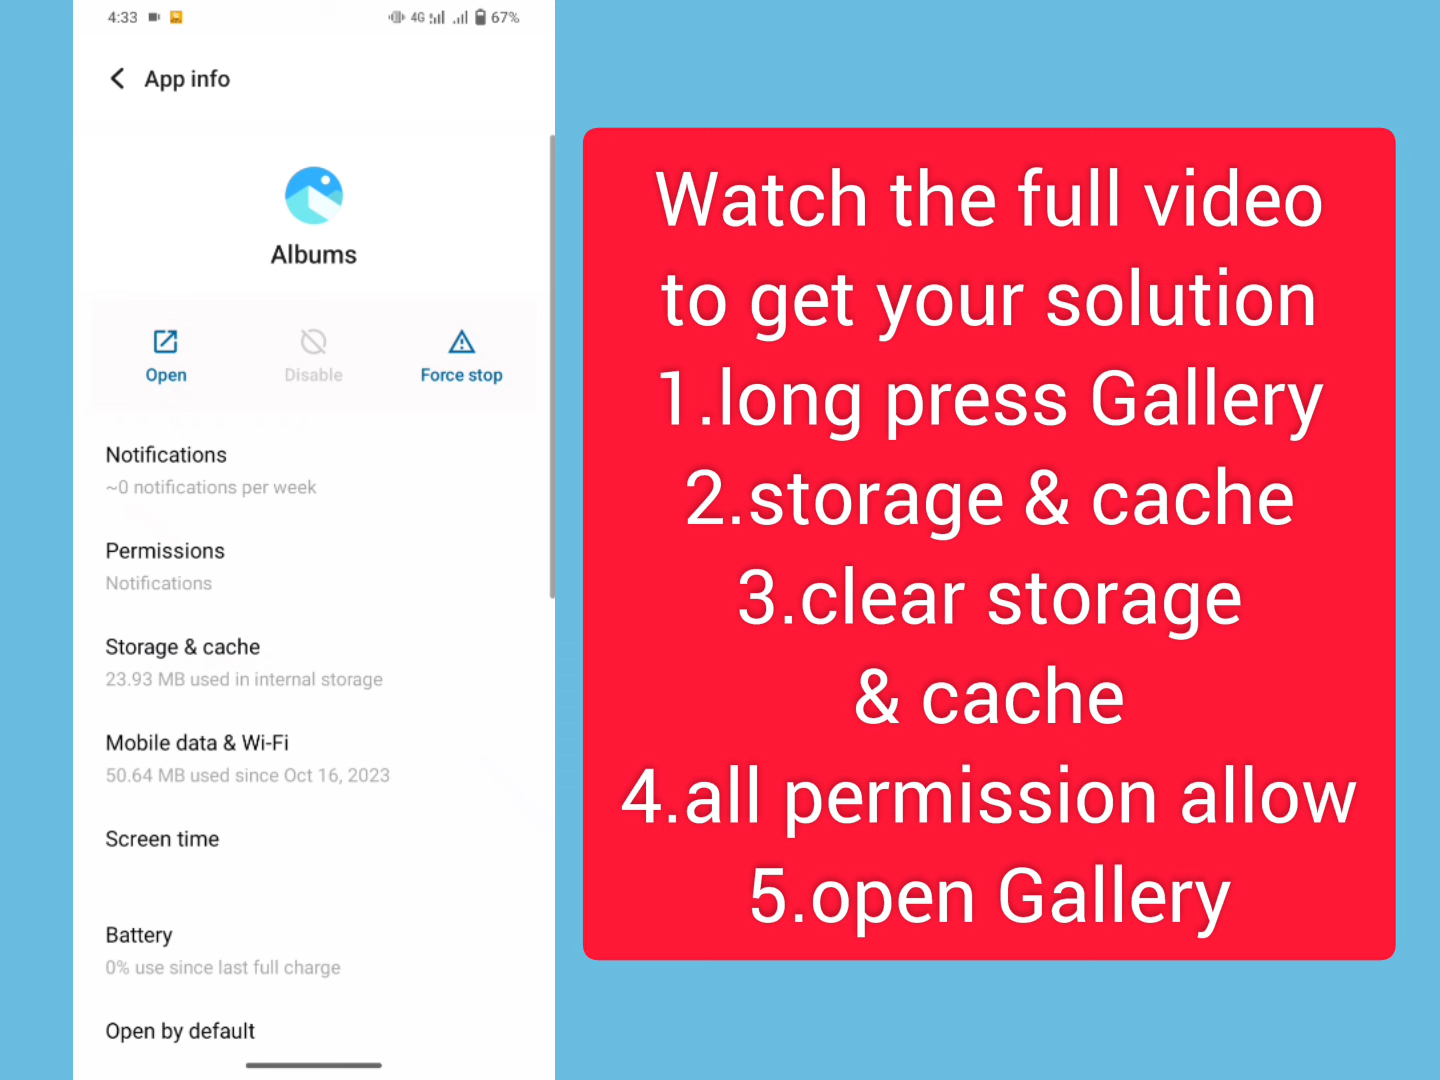 4:33
4G
67%
App info
Albums
Open
Disable
Force stop
Notifications
~0 notifications per week
Permissions
Notifications
Storage & cache
23.93 MB used in internal storage
Mobile data & Wi-Fi
50.64 MB used since Oct 16, 2023
Screen time
Battery
0% use since last full charge
Open by default
Watch the full video
to get your solution
1.long press Gallery
2.storage & cache
3.clear storage
& cache
4.all permission allow
5.open Gallery